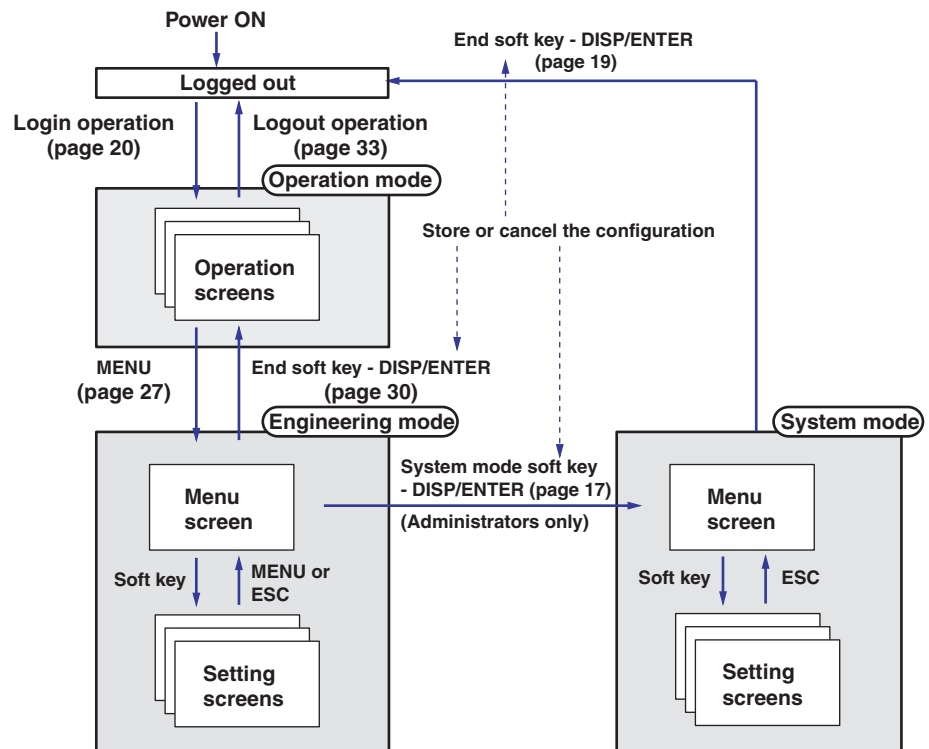 Power ON
End soft key - DISP/ENTER
(page 19)
Logged out
Login operation
(page 20)
Logout operation
(page 33)
Operation mode
Store or cancel the configuration
Operation
screens
MENU
(page 27)
End soft key - DISP/ENTER
(page 30)
Engineering mode
System mode
System mode soft key
- DISP/ENTER (page 17)
(Administrators only)
Menu
screen
Menu
screen
Soft key
MENU or
ESC
Soft key
ESC
Setting
screens
Setting
screens